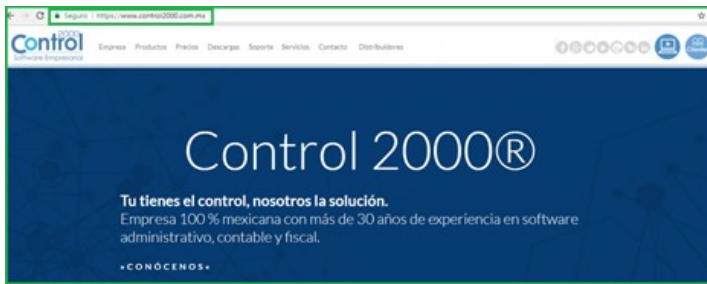 Seguro | https://www.control2000.com.mx
Control 2000
Software Empresarial
Empresa Productos Precios Descargas Soporte Servicios Contacto Distribuidores
Clientes
Control 2000®
Tu tienes el control, nosotros la solución.
Empresa 100 % mexicana con más de 30 años de experiencia en software
administrativo, contable y fiscal.
»CONÓCENOS«